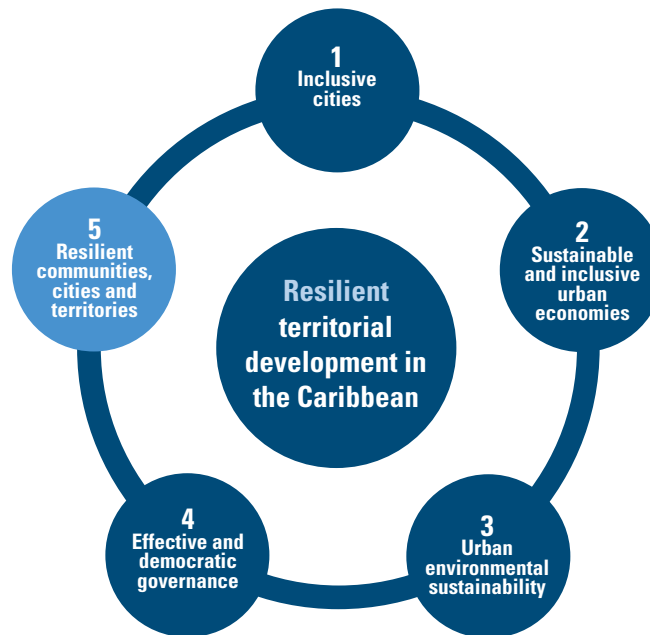 1
Inclusive
cities
2
Sustainable
and inclusive
urban
economies
3
Urban
environmental
sustainability
4
Effective and
democratic
governance
5
Resilient
communities,
cities and
territories
Resilient
territorial
development in
the Caribbean